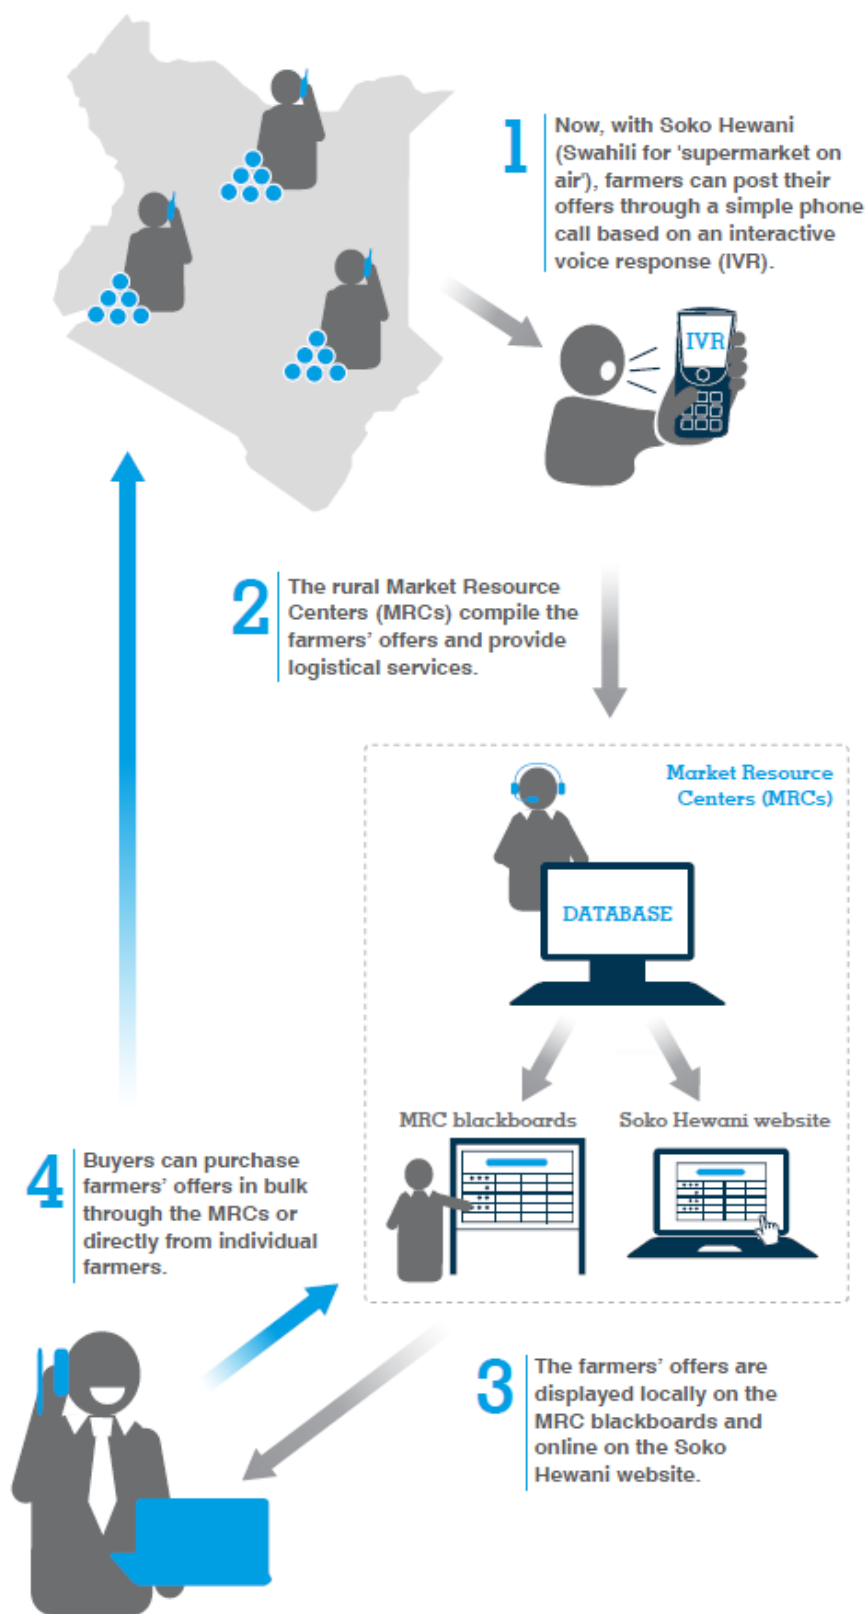 1
Now, with Soko Hewani
(Swahili for 'supermarket on
air'), farmers can post their
offers through a simple phone
call based on an interactive
voice response (IVR).
IVR
2
The rural Market Resource
Centers (MRCs) compile the
farmers’ offers and provide
logistical services.
Market Resource
Centers (MRCs)
DATABASE
MRC blackboards
Soko Hewani website
4
Buyers can purchase
farmers’ offers in bulk
through the MRCs or
directly from individual
farmers.
3
The farmers’ offers are
displayed locally on the
MRC blackboards and
online on the Soko
Hewani website.